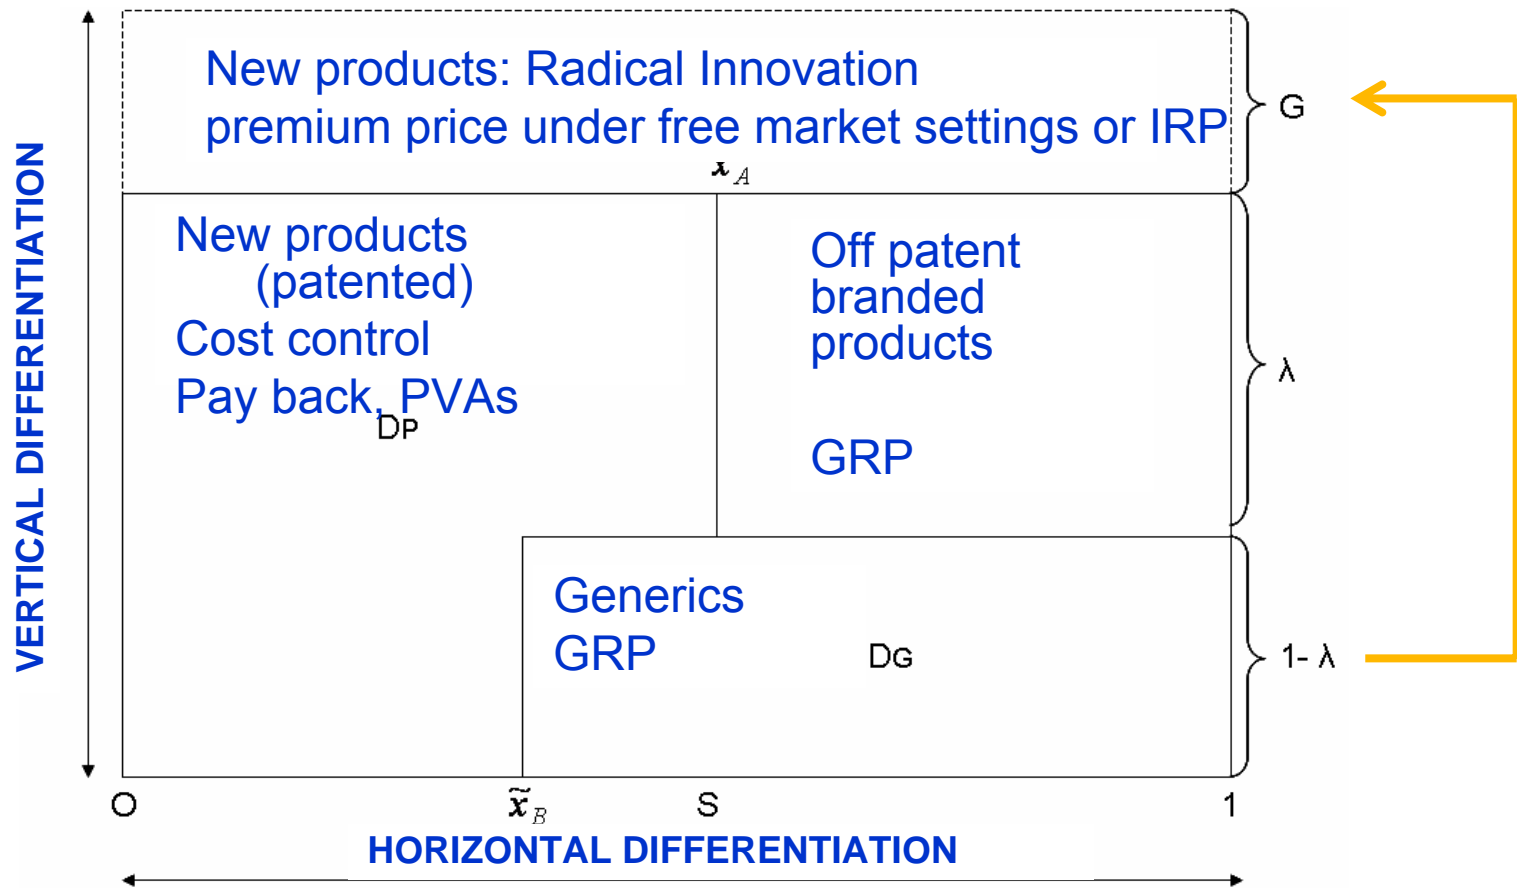 New products: Radical Innovation
premium price under free market settings or IRP
G
x̃_A
VERTICAL DIFFERENTIATION
New products
(patented)
Cost control
Pay back, PVAs
DP
Off patent
branded
products
GRP
λ
Generics
GRP
DG
1- λ
O
x̃_B
S
1
HORIZONTAL DIFFERENTIATION